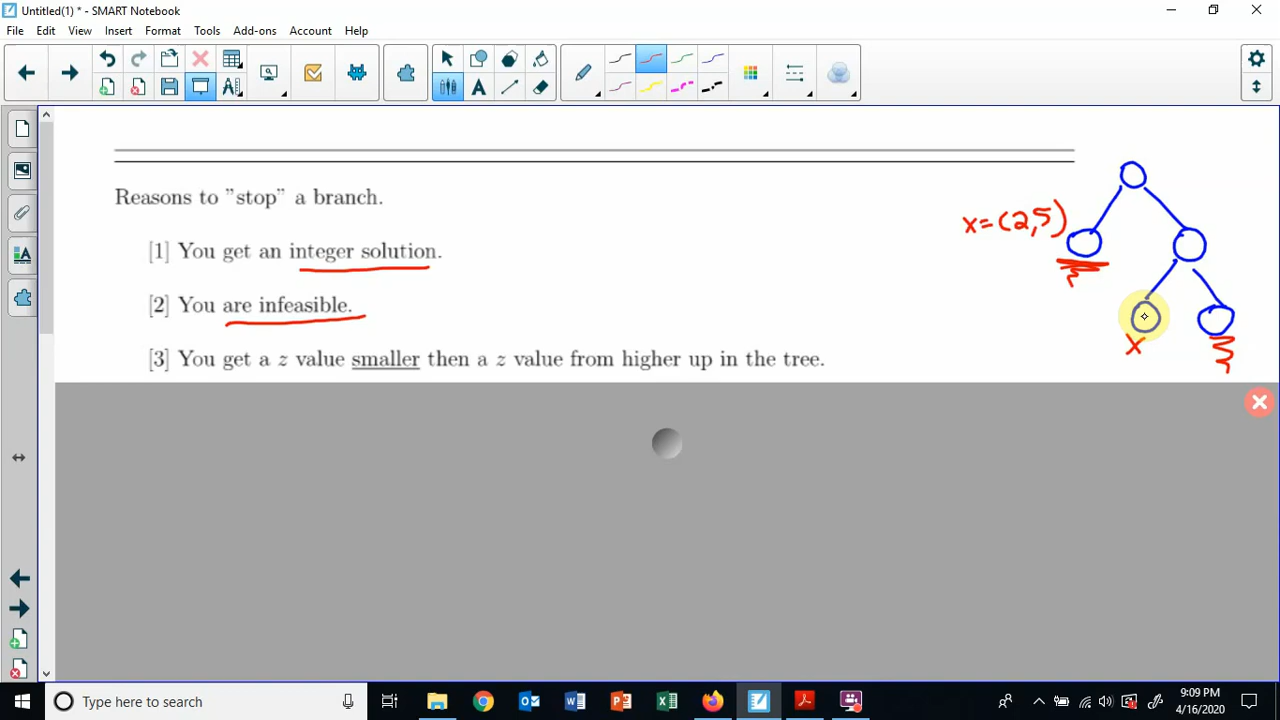 Untitled(1) * - SMART Notebook
File Edit View Insert Format Tools Add-ons Account Help
Reasons to "stop" a branch.
[1] You get an integer solution.
x=(2,5)
[2] You are infeasible.
x
[3] You get a z value smaller then a z value from higher up in the tree.
Type here to search
9:09 PM
4/16/2020